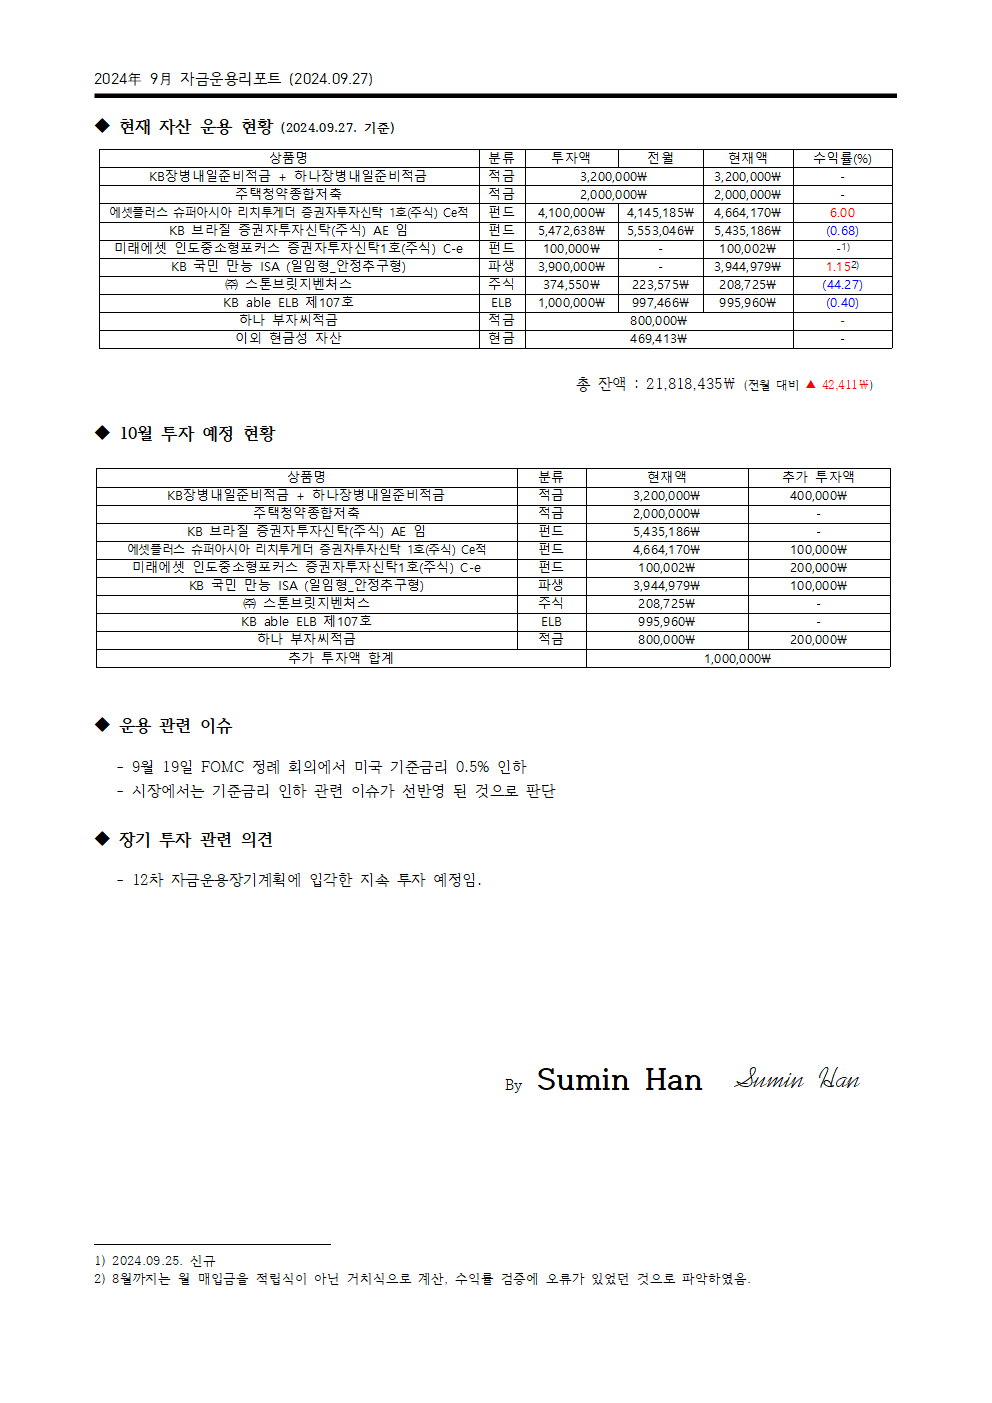 2024年 9月 자금운용리포트 (2024.09.27)
◆ 현재 자산 운용 현황 (2024.09.27. 기준)
상품명 분류 투자액 전월 현재액 수익률(%)
KB장병내일준비적금 + 하나장병내일준비적금 적금 3,200,000₩ 3,200,000₩ -
주택청약종합저축 적금 2,000,000₩ 2,000,000₩ -
에셋플러스 슈퍼아시아 리치투게더 증권자투자신탁 1호(주식) Ce적 펀드 4,100,000₩ 4,145,185₩ 4,664,170₩ 6.00
KB 브라질 증권자투자신탁(주식) AE 임 펀드 5,472,638₩ 5,553,046₩ 5,435,186₩ (0.68)
미래에셋 인도중소형포커스 증권자투자신탁1호(주식) C-e 펀드 100,000₩ - 100,002₩ -1)
KB 국민 만능 ISA (일임형_안정추구형) 파생 3,900,000₩ - 3,944,979₩ 1.152)
㈜ 스톤브릿지벤처스 주식 374,550₩ 223,575₩ 208,725₩ (44.27)
KB able ELB 제107호 ELB 1,000,000₩ 997,466₩ 995,960₩ (0.40)
하나 부자씨적금 적금 800,000₩ -
이외 현금성 자산 현금 469,413₩ -
총 잔액 : 21,818,435₩ (전월 대비 ▲ 42,411₩)
◆ 10월 투자 예정 현황
상품명 분류 현재액 추가 투자액
KB장병내일준비적금 + 하나장병내일준비적금 적금 3,200,000₩ 400,000₩
주택청약종합저축 적금 2,000,000₩ -
KB 브라질 증권자투자신탁(주식) AE 임 펀드 5,435,186₩ -
에셋플러스 슈퍼아시아 리치투게더 증권자투자신탁 1호(주식) Ce적 펀드 4,664,170₩ 100,000₩
미래에셋 인도중소형포커스 증권자투자신탁1호(주식) C-e 펀드 100,002₩ 200,000₩
KB 국민 만능 ISA (일임형_안정추구형) 파생 3,944,979₩ 100,000₩
㈜ 스톤브릿지벤처스 주식 208,725₩ -
KB able ELB 제107호 ELB 995,960₩ -
하나 부자씨적금 적금 800,000₩ 200,000₩
추가 투자액 합계 1,000,000₩
◆ 운용 관련 이슈
- 9월 19일 FOMC 정례 회의에서 미국 기준금리 0.5% 인하
- 시장에서는 기준금리 인하 관련 이슈가 선반영 된 것으로 판단
◆ 장기 투자 관련 의견
- 12차 자금운용장기계획에 입각한 지속 투자 예정임.
By Sumin Han Sumin Han
1) 2024.09.25. 신규
2) 8월까지는 월 매입금을 적립식이 아닌 거치식으로 계산, 수익률 검증에 오류가 있었던 것으로 파악하였음.